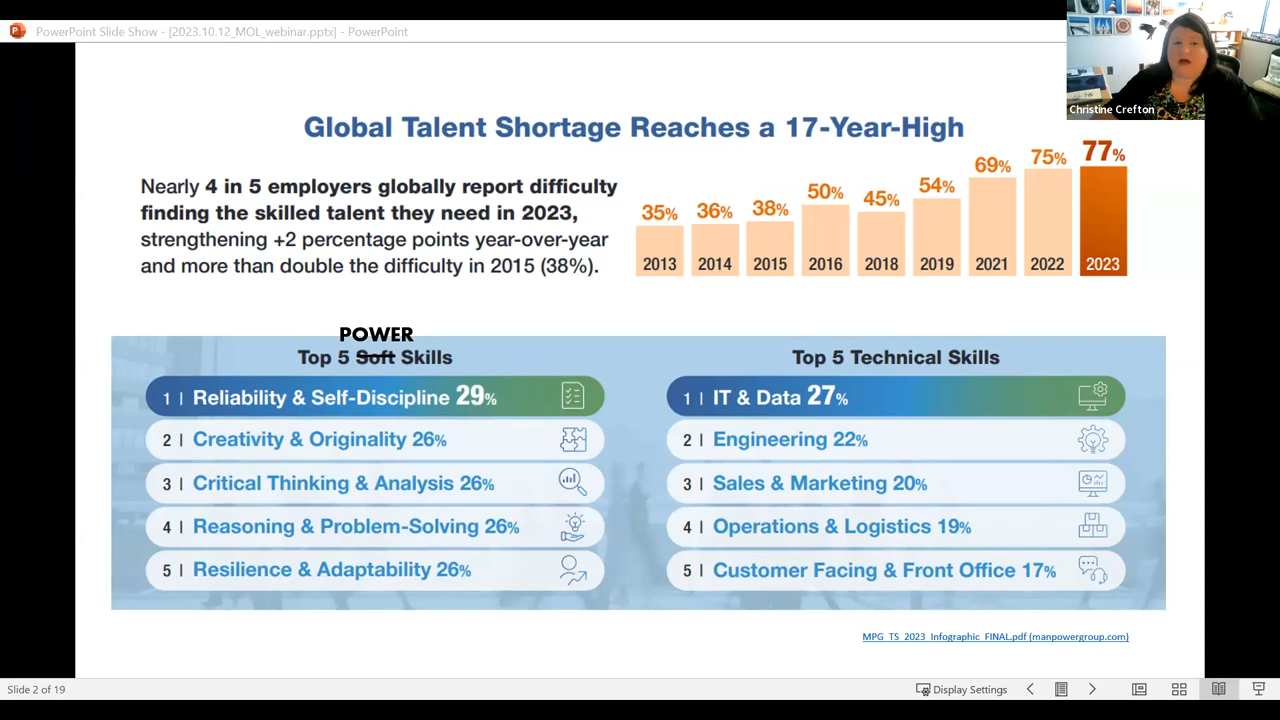 PowerPoint Slide Show - [2023.10.12_MOL_webinar.pptx] - PowerPoint
Christine Crefton
Global Talent Shortage Reaches a 17-Year-High
Nearly 4 in 5 employers globally report difficulty
finding the skilled talent they need in 2023,
strengthening +2 percentage points year-over-year
and more than double the difficulty in 2015 (38%).
35% 36% 38% 50% 45% 54% 69% 75% 77%
2013 2014 2015 2016 2018 2019 2021 2022 2023
POWER
Top 5 Soft Skills
1 | Reliability & Self-Discipline 29%
2 | Creativity & Originality 26%
3 | Critical Thinking & Analysis 26%
4 | Reasoning & Problem-Solving 26%
5 | Resilience & Adaptability 26%
Top 5 Technical Skills
1 | IT & Data 27%
2 | Engineering 22%
3 | Sales & Marketing 20%
4 | Operations & Logistics 19%
5 | Customer Facing & Front Office 17%
MPG_TS_2023_Infographic_FINAL.pdf (manpowergroup.com)
Slide 2 of 19
Display Settings